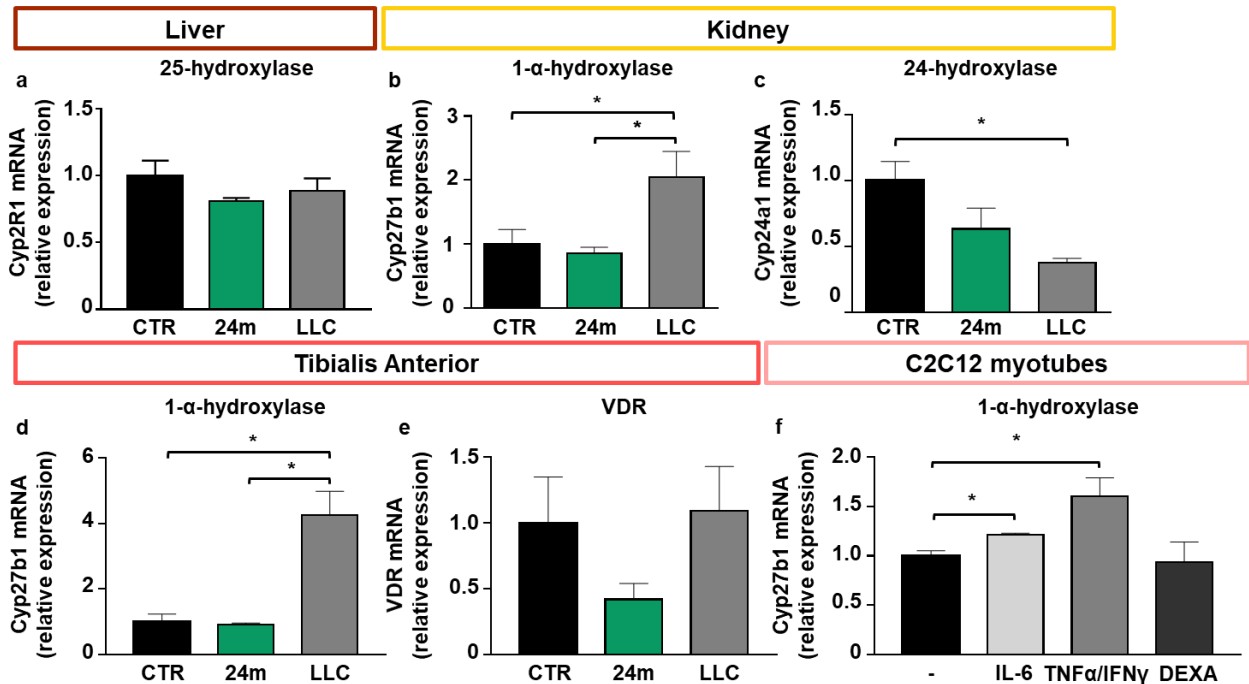 Liver
Kidney
a
25-hydroxylase
Cyp2R1 mRNA
(relative expression)
1.5
1.0
0.5
0
CTR 24m LLC
b
1-α-hydroxylase
Cyp27b1 mRNA
(relative expression)
3
2
1
0
*
*
CTR 24m LLC
c
24-hydroxylase
Cyp24a1 mRNA
(relative expression)
1.5
1.0
0.5
0
*
CTR 24m LLC
Tibialis Anterior
C2C12 myotubes
d
1-α-hydroxylase
Cyp27b1 mRNA
(relative expression)
6
4
2
0
*
*
CTR 24m LLC
e
VDR
VDR mRNA
(relative expression)
1.5
1.0
0.5
0
CTR 24m LLC
f
1-α-hydroxylase
Cyp27b1 mRNA
(relative expression)
2.0
1.5
1.0
0.5
0
*
*
- IL-6 TNFα/IFNγ DEXA